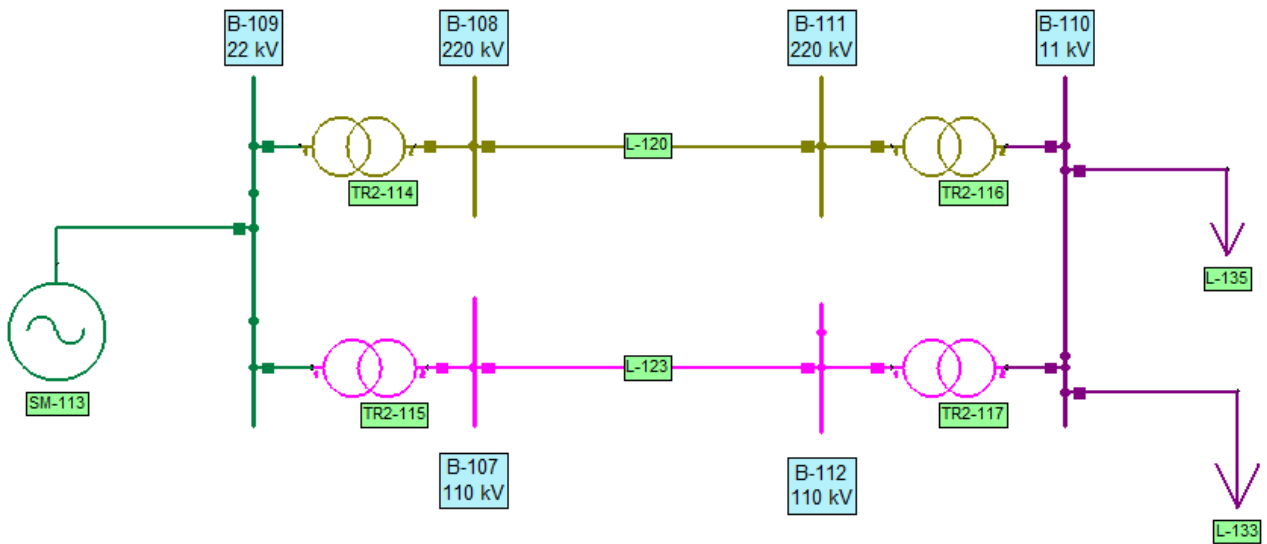 B-109
22 kV
B-108
220 kV
B-111
220 kV
B-110
11 kV
L-120
TR2-114
TR2-116
L-135
L-123
SM-113
TR2-115
TR2-117
B-107
110 kV
B-112
110 kV
L-133